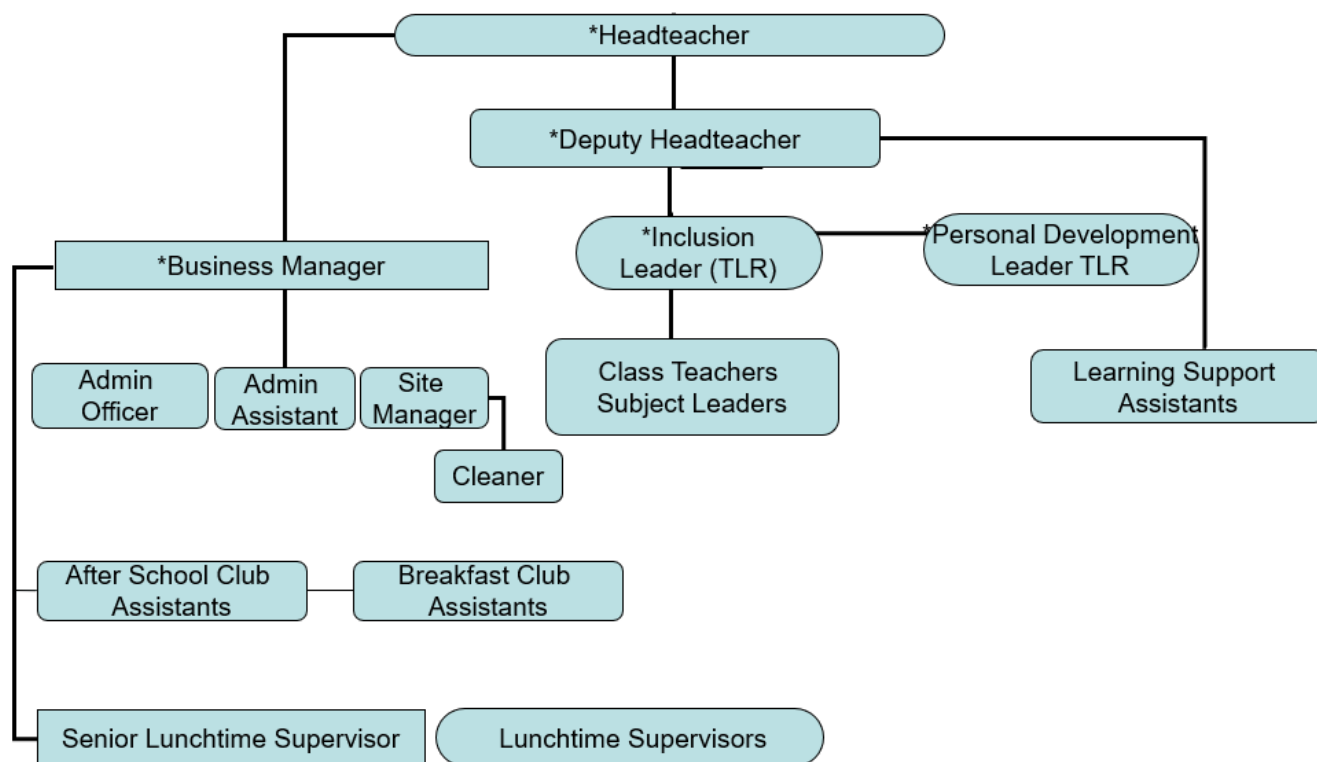 *Headteacher
*Deputy Headteacher
*Inclusion
Leader (TLR)
*Personal Development
Leader TLR
*Business Manager
Admin
Officer
Admin
Assistant
Site
Manager
Class Teachers
Subject Leaders
Learning Support
Assistants
Cleaner
After School Club
Assistants
Breakfast Club
Assistants
Senior Lunchtime Supervisor
Lunchtime Supervisors